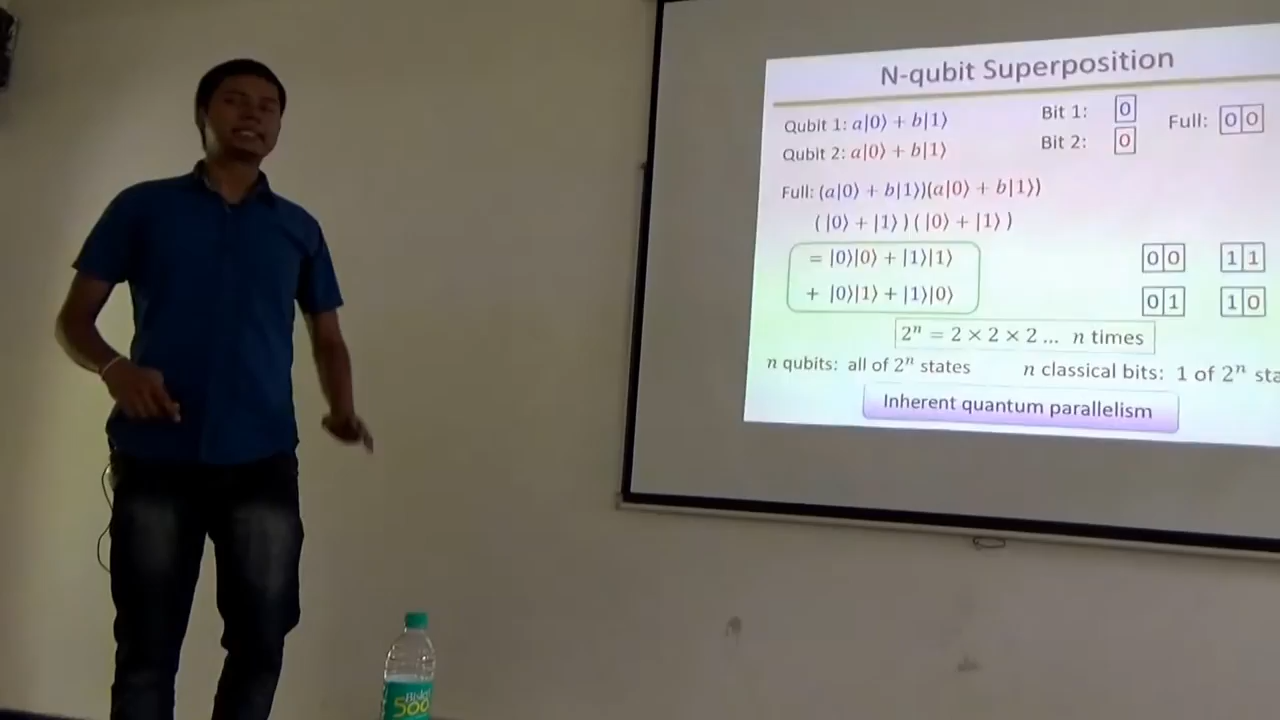 N-qubit Superposition
Qubit 1: a|0⟩ + b|1⟩
Bit 1: 0
Full: 0 0
Qubit 2: a|0⟩ + b|1⟩
Bit 2: 0
Full: (a|0⟩ + b|1⟩)(a|0⟩ + b|1⟩)
( |0⟩ + |1⟩ ) ( |0⟩ + |1⟩ )
= |0⟩|0⟩ + |1⟩|1⟩
0 0
1 1
+ |0⟩|1⟩ + |1⟩|0⟩
0 1
1 0
2ⁿ = 2 × 2 × 2 … n times
n qubits: all of 2ⁿ states
n classical bits: 1 of 2ⁿ sta
Inherent quantum parallelism
500